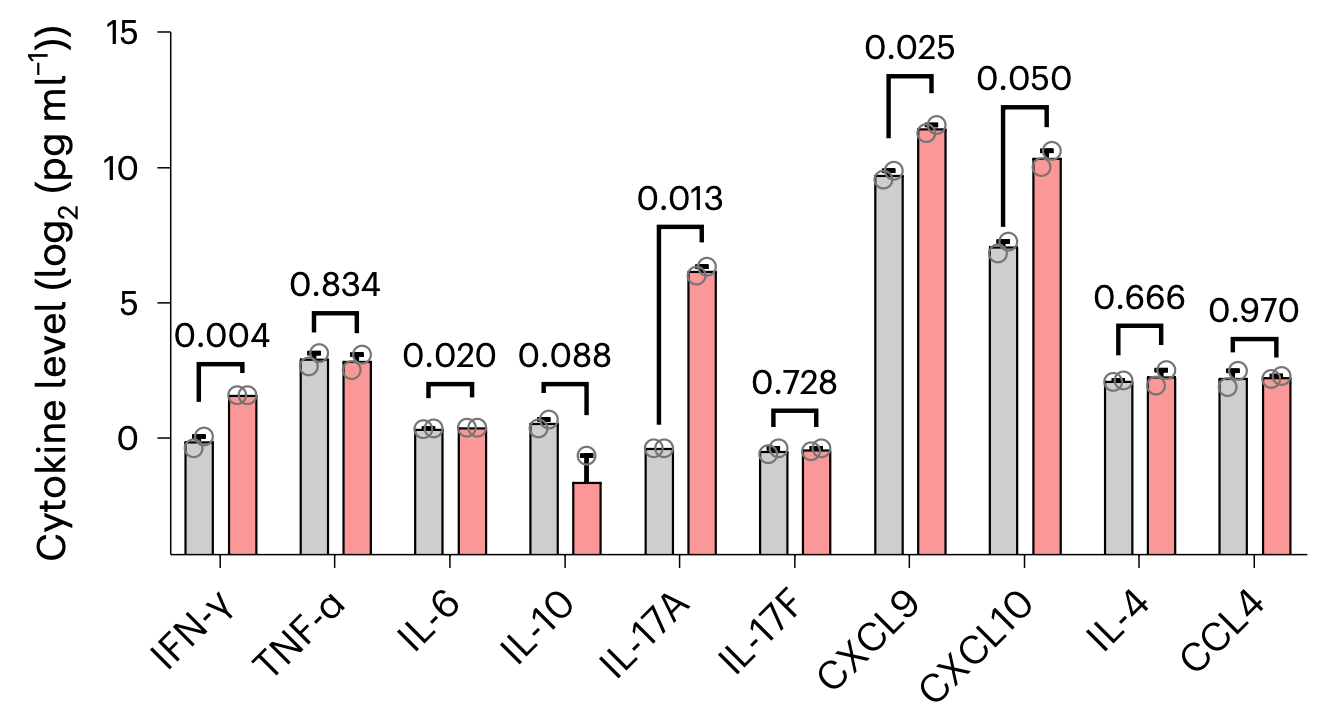 Cytokine level (log₂ (pg ml⁻¹))
15
10
5
0
0.004
0.834
0.020
0.088
0.013
0.728
0.025
0.050
0.666
0.970
IFN-γ
TNF-α
IL-6
IL-10
IL-17A
IL-17F
CXCL9
CXCL10
IL-4
CCL4